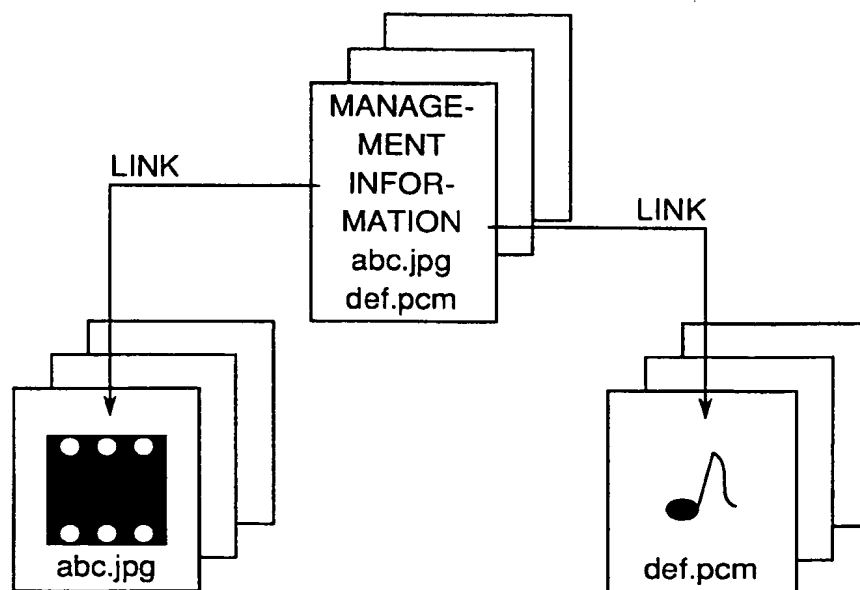 MANAGE-
MENT
INFOR-
MATION
abc.jpg
def.pcm
LINK
LINK
abc.jpg
def.pcm